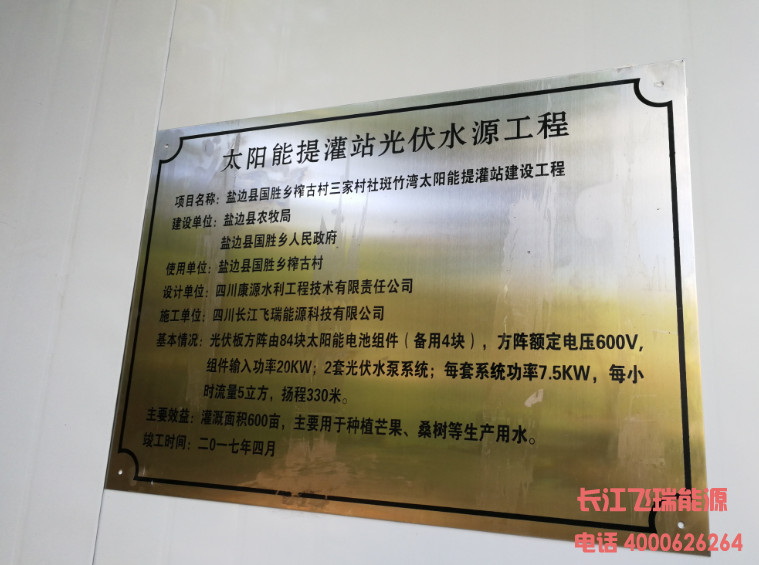 太阳能提灌站光伏水源工程
项目名称：盐边县国胜乡榨古村三家村社斑竹湾太阳能提灌站建设工程
建设单位：盐边县农牧局
盐边县国胜乡人民政府
使用单位：盐边县国胜乡榨古村
设计单位：四川康源水利工程技术有限责任公司
施工单位：四川长江飞瑞能源科技有限公司
基本情况：光伏板方阵由84块太阳能电池组件（备用4块），方阵额定电压600V，
组件输入功率20KW；2套光伏水泵系统；每套系统功率7.5KW，每小
时流量5立方，扬程330米。
主要效益：灌溉面积600亩，主要用于种植芒果、桑树等生产用水。
竣工时间：二0一七年四月
长江飞瑞能源
电话 4000626264